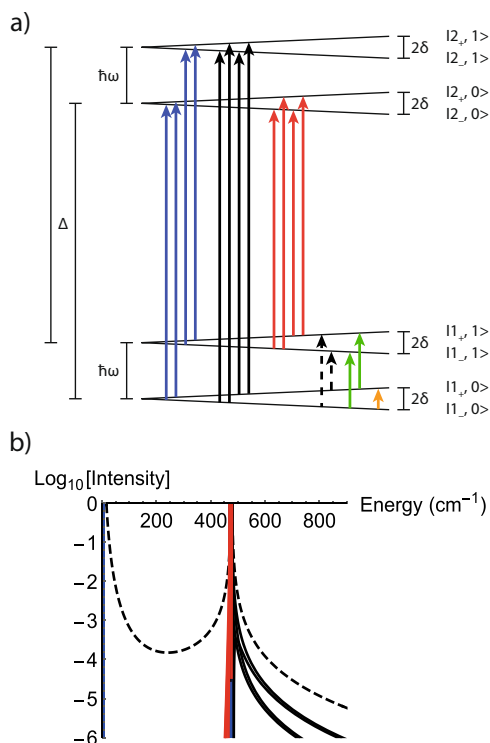 a)
|2₊, 1>
ħω
2δ
|2₋, 1>
|2₊, 0>
2δ
|2₋, 0>
Δ
|1₊, 1>
2δ
|1₋, 1>
ħω
|1₊, 0>
2δ
|1₋, 0>
b)
Log₁₀[Intensity]
0
Energy (cm⁻¹)
200 400 600 800
−1
−2
−3
−4
−5
−6